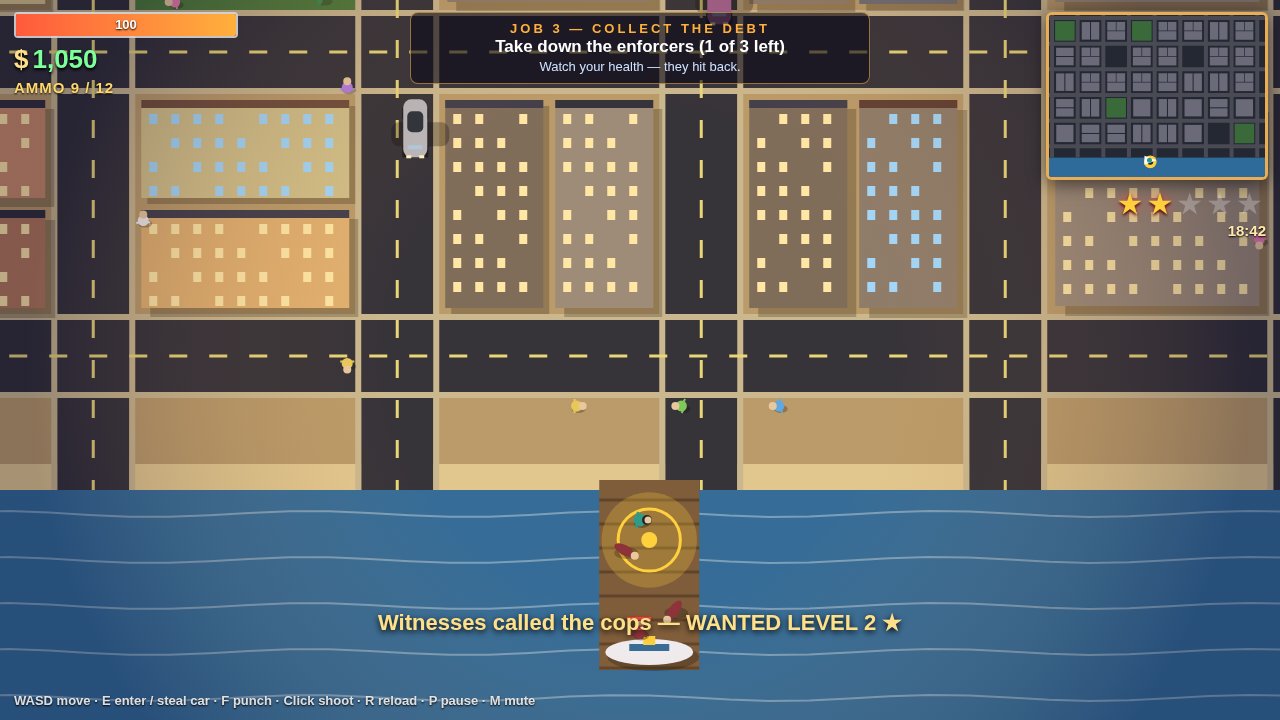 100
$ 1,050
AMMO 9 / 12
JOB 3 — COLLECT THE DEBT
Take down the enforcers (1 of 3 left)
Watch your health — they hit back.
18:42
Witnesses called the cops — WANTED LEVEL 2 ★
WASD move · E enter / steal car · F punch · Click shoot · R reload · P pause · M mute